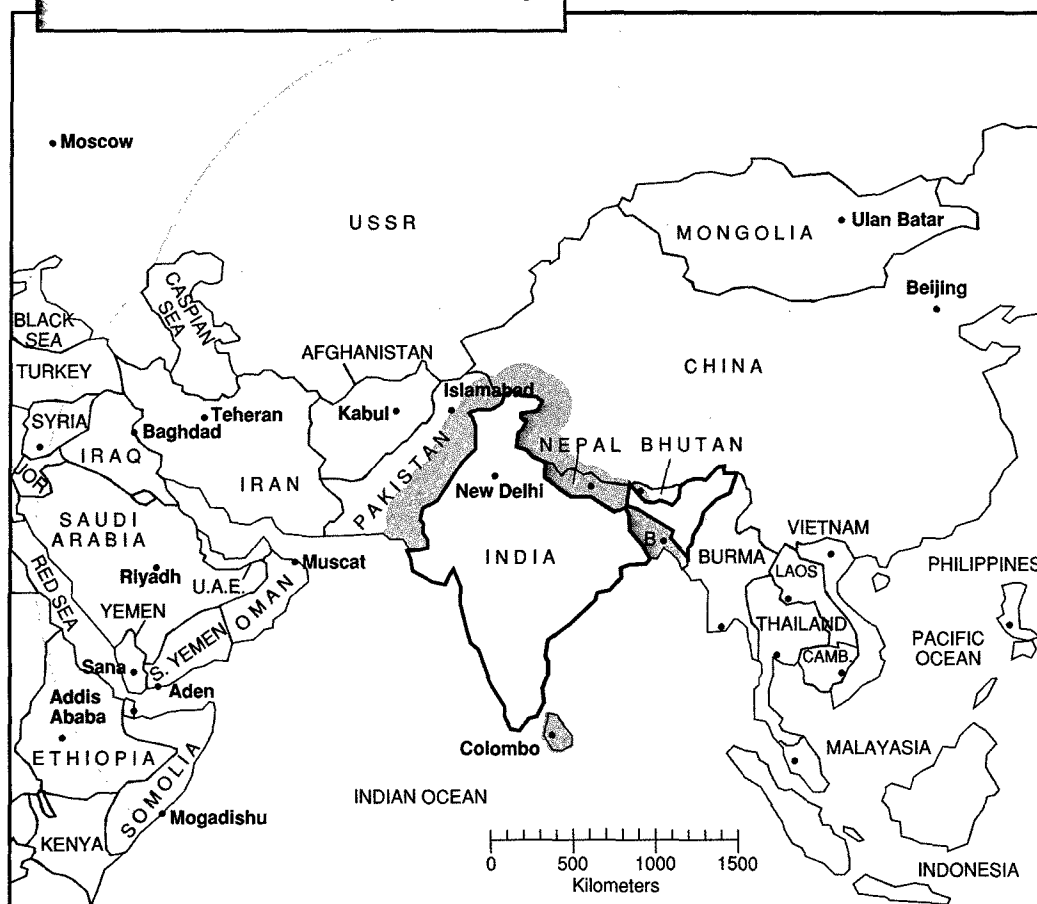 Moscow
USSR
MONGOLIA
Ulan Batar
Beijing
CASPIAN
SEA
BLACK
SEA
TURKEY
AFGHANISTAN
CHINA
Islamabad
Kabul
Teheran
SYRIA
Baghdad
IRAQ
JOR
IRAN
PAKISTAN
NEPAL
BHUTAN
New Delhi
SAUDI
ARABIA
INDIA
B
BURMA
VIETNAM
LAOS
PHILIPPINES
Muscat
Riyadh
U.A.E.
OMAN
RED SEA
YEMEN
THAILAND
PACIFIC
OCEAN
S. YEMEN
CAMB.
Sana
Aden
Addis
Ababa
ETHIOPIA
Colombo
MALAYASIA
SOMOLIA
INDIAN OCEAN
Mogadishu
KENYA
0 500 1000 1500
Kilometers
INDONESIA